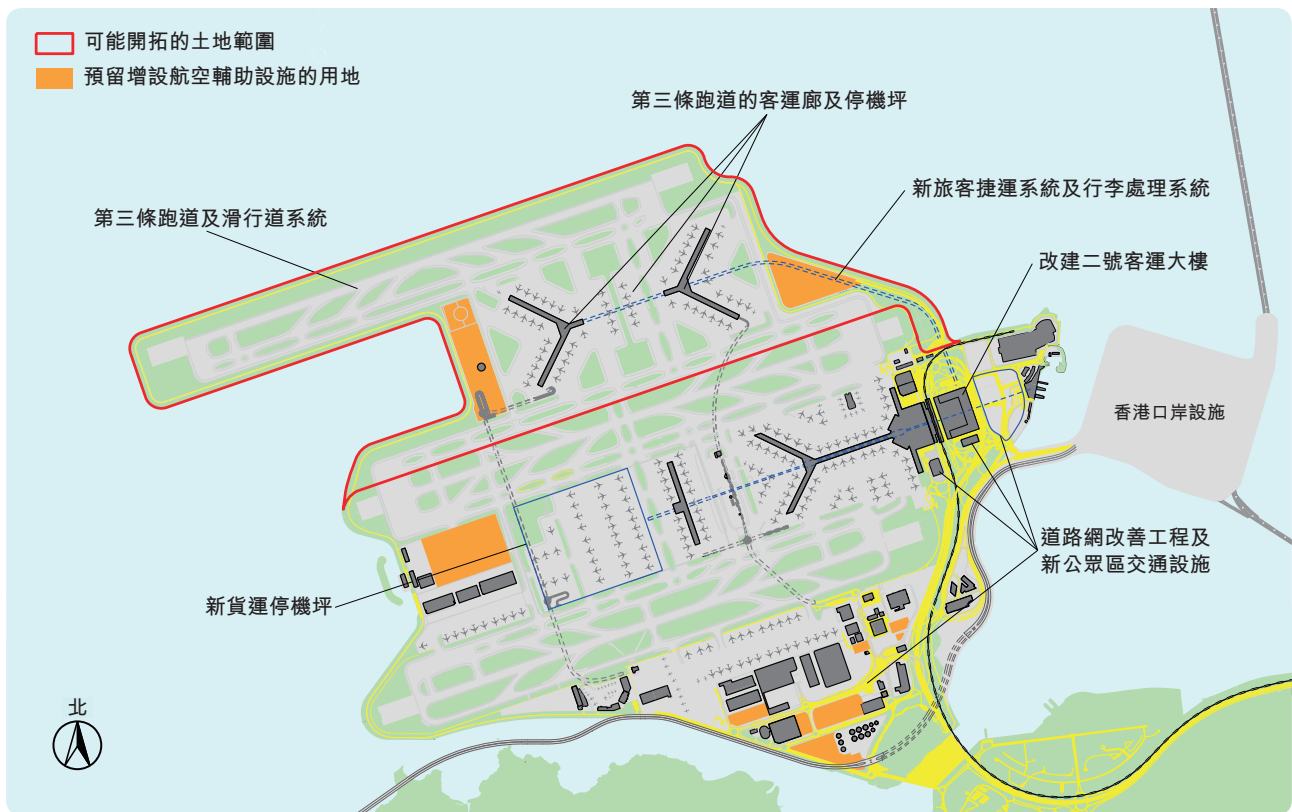 可能開拓的土地範圍
預留增設航空輔助設施的用地
第三條跑道的客運廊及停機坪
新旅客捷運系統及行李處理系統
第三條跑道及滑行道系統
改建二號客運大樓
香港口岸設施
道路網改善工程及
新公眾區交通設施
新貨運停機坪
北